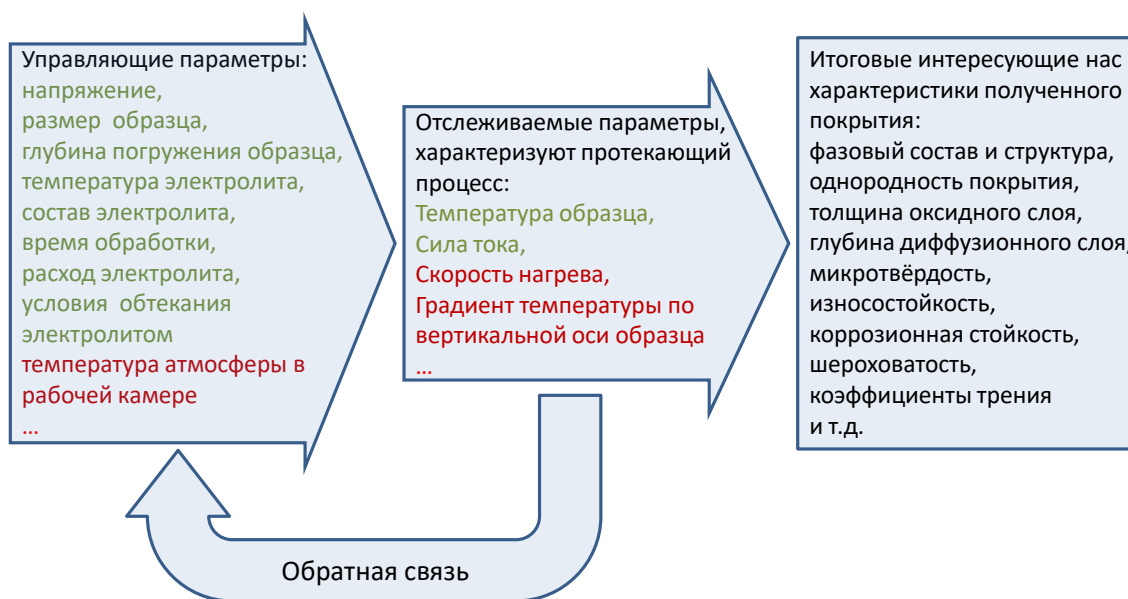 Управляющие параметры:
напряжение,
размер образца,
глубина погружения образца,
температура электролита,
состав электролита,
время обработки,
расход электролита,
условия обтекания
электролитом
температура атмосферы в
рабочей камере
...
Отслеживаемые параметры,
характеризуют протекающий
процесс:
Температура образца,
Сила тока,
Скорость нагрева,
Градиент температуры по
вертикальной оси образца
...
Итоговые интересующие нас
характеристики полученного
покрытия:
фазовый состав и структура,
однородность покрытия,
толщина оксидного слоя,
глубина диффузионного слоя,
микротвёрдость,
износостойкость,
коррозионная стойкость,
шероховатость,
коэффициенты трения
и т.д.
Обратная связь